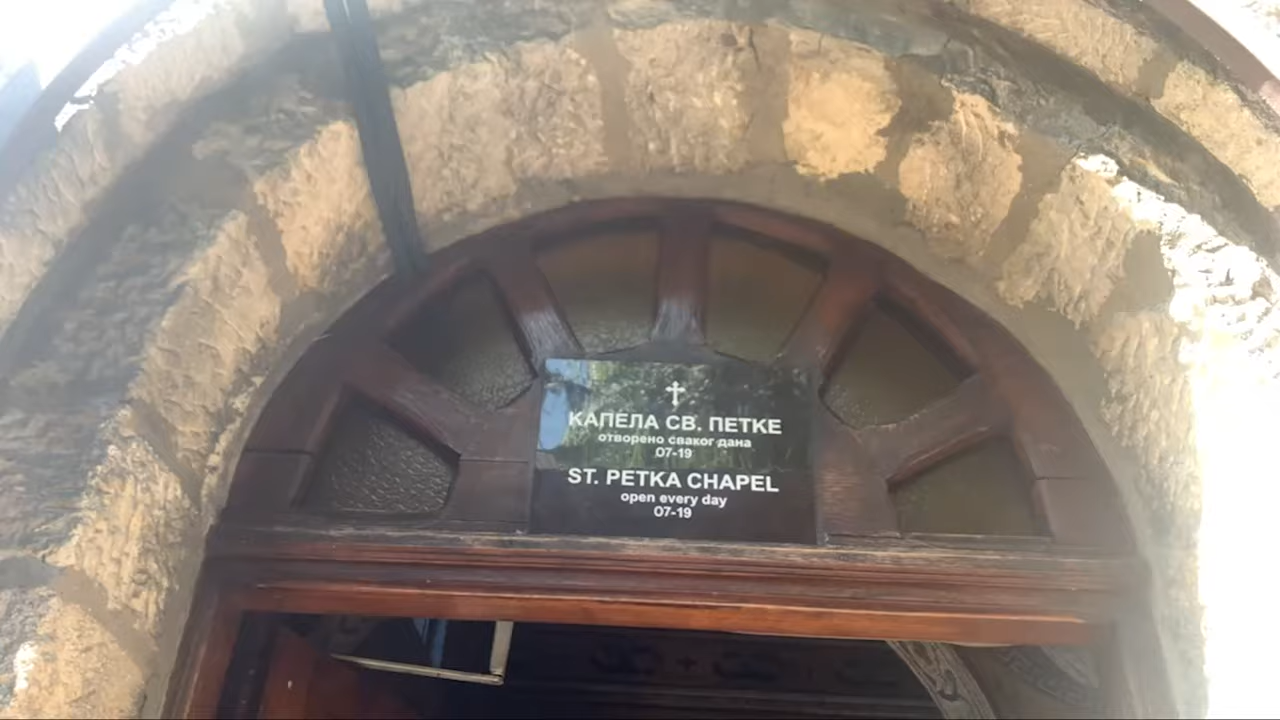 КАПЕЛА СВ. ПЕТКЕ
отворено сваког дана
07-19
ST. PETKA CHAPEL
open every day
07-19